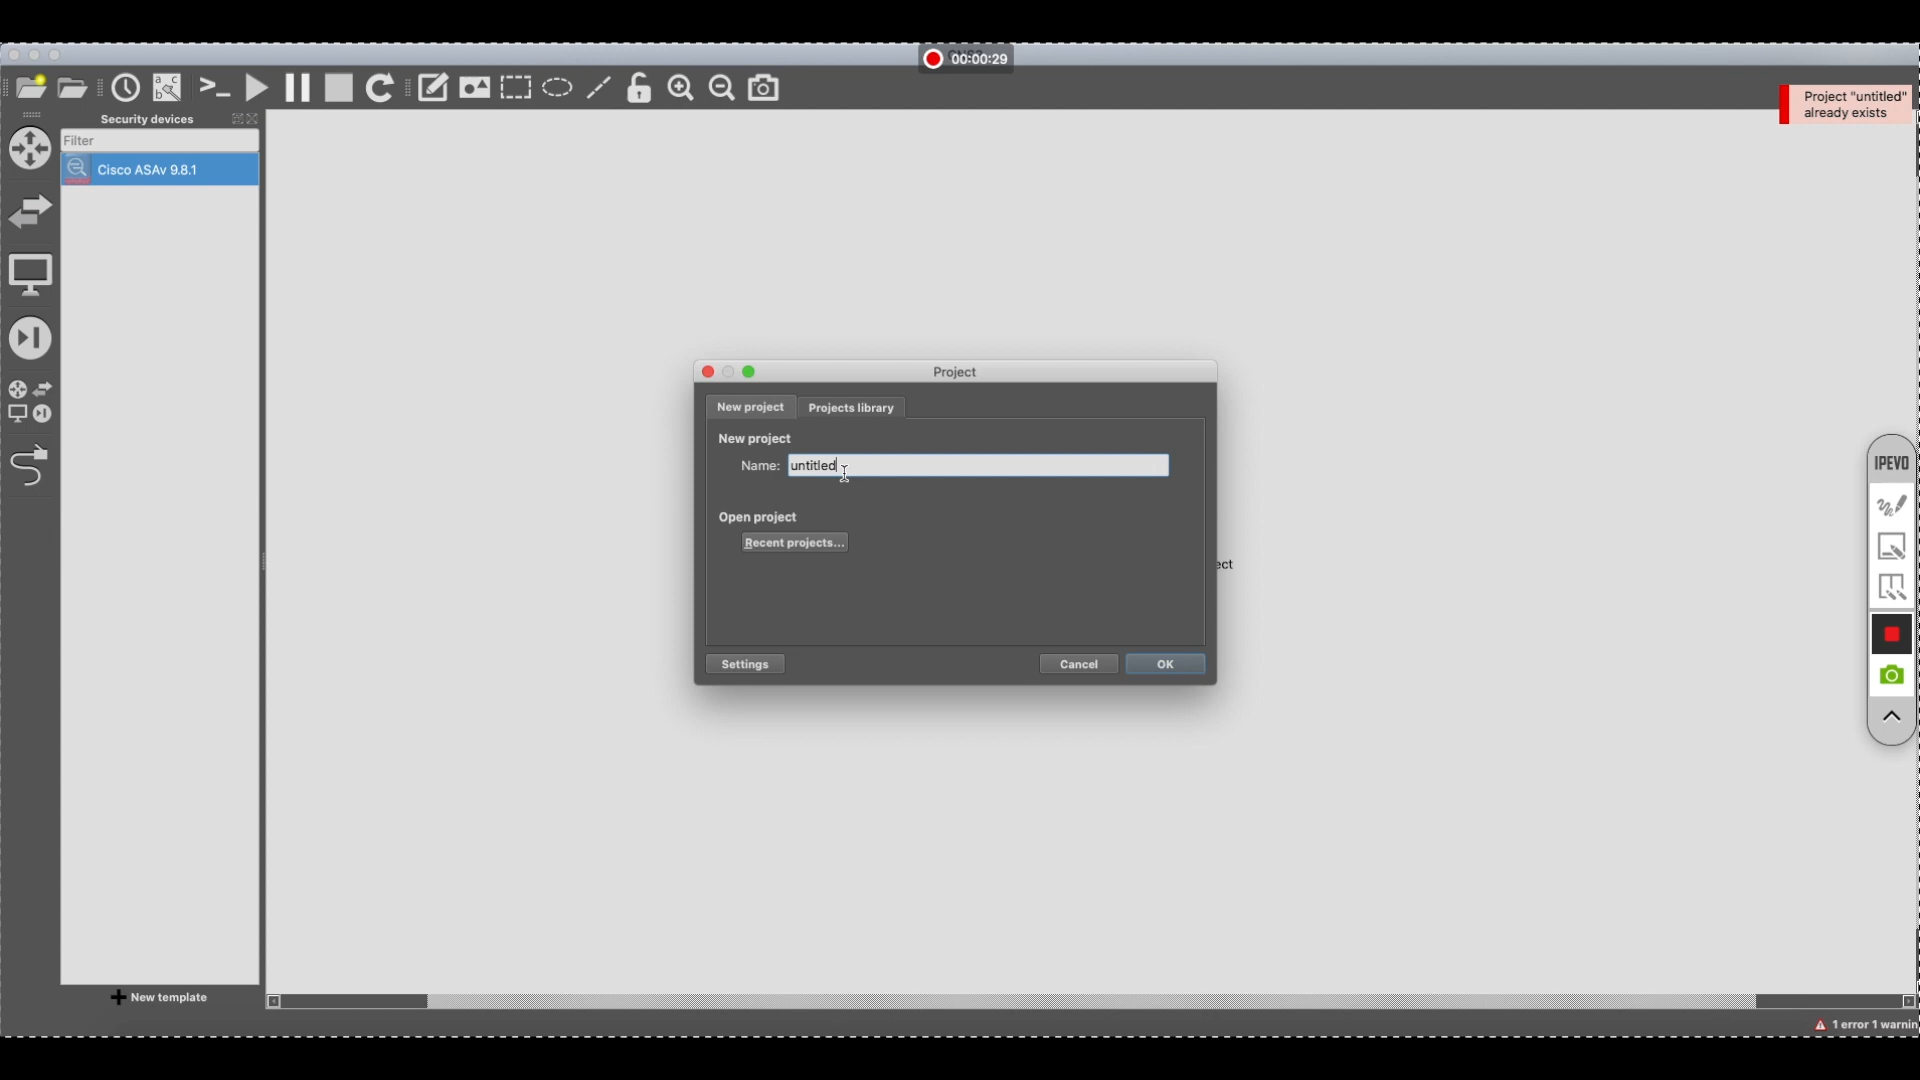 00:00:29
Project "untitled"
already exists
Security devices
Filter
Cisco ASAv 9.8.1
Project
New project
Projects library
New project
Name: untitled
Open project
Recent projects...
ect
Settings
Cancel
OK
IPEVO
New template
1 error 1 warnin